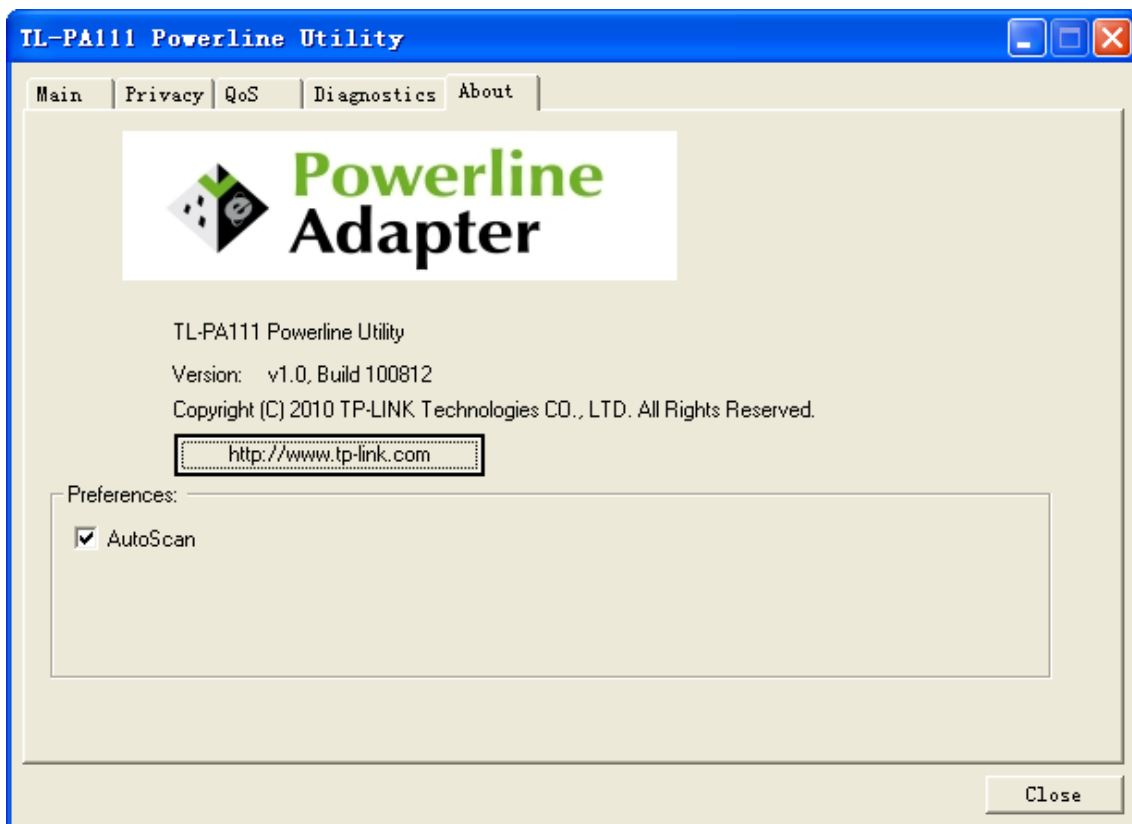 TL-PA111 Powerline Utility
Main Privacy QoS Diagnostics About
Powerline
Adapter
TL-PA111 Powerline Utility
Version: v1.0, Build 100812
Copyright (C) 2010 TP-LINK Technologies CO., LTD. All Rights Reserved.
http://www.tp-link.com
Preferences:
AutoScan
Close